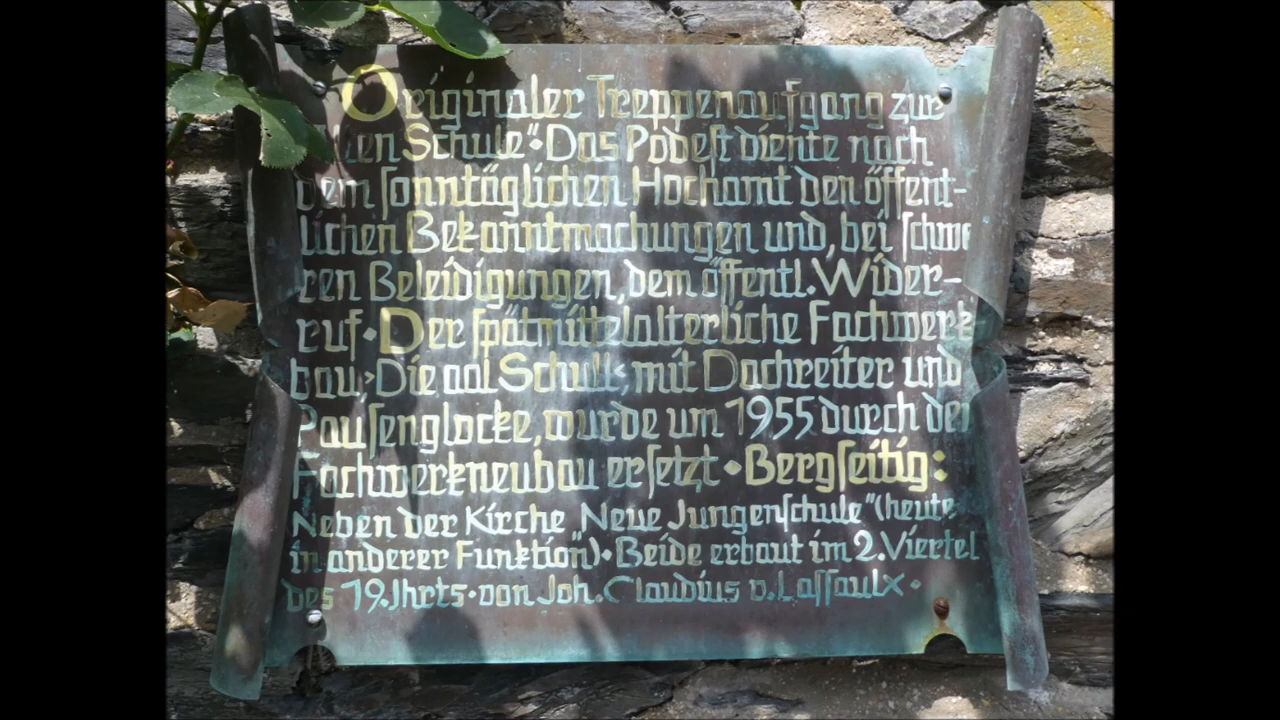 Originaler Treppenaufgang zur
Schule"·Das Podeſt diente nach
dem ſonntäglichen Hochamt den öffent-
lichen Bekanntmachungen und, bei ſchwe
ren Beleidigungen, dem öffentl. Wider-
ruf·Der ſpätmittelalterliche Fachwerk
bau,›Die aal Schull‹, mit Dachreiter und
Pauſenglocke, wurde um 1955 durch den
Fachwerkneubau erſetzt·Bergſeitig:
Neben der Kirche „Neue Jungenſchule"(heute
in anderer Funktion)·Beide erbaut im 2.Viertel
des 19.Jhrts·von Joh. Claudius v. Laſſaulx·